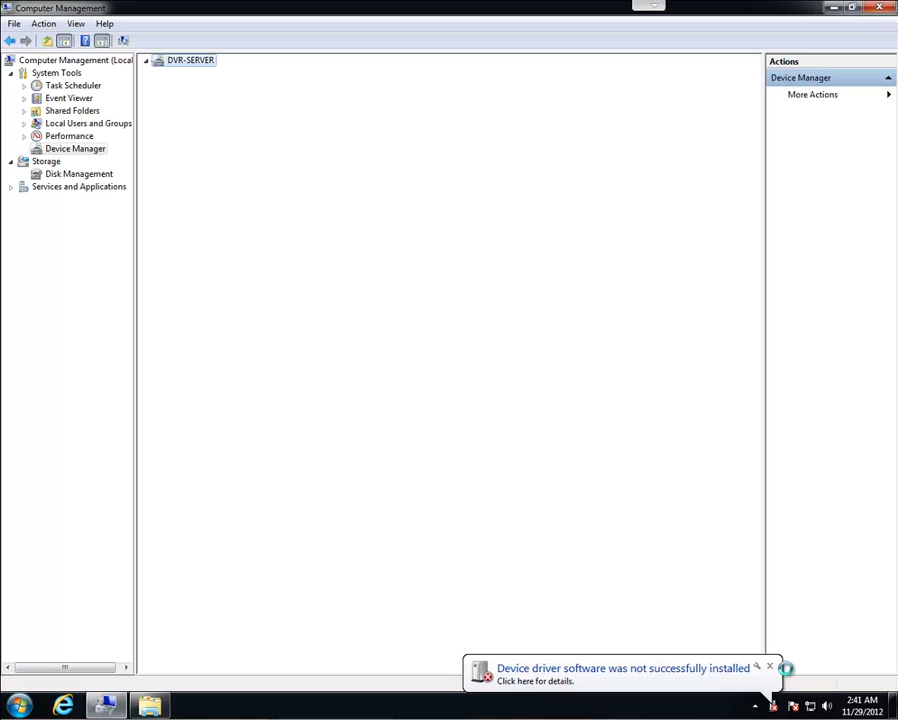 Computer Management
File Action View Help
Computer Management (Local
System Tools
Task Scheduler
Event Viewer
Shared Folders
Local Users and Groups
Performance
Device Manager
Storage
Disk Management
Services and Applications
DVR-SERVER
Actions
Device Manager
More Actions
Device driver software was not successfully installed
Click here for details.
2:41 AM
11/29/2012